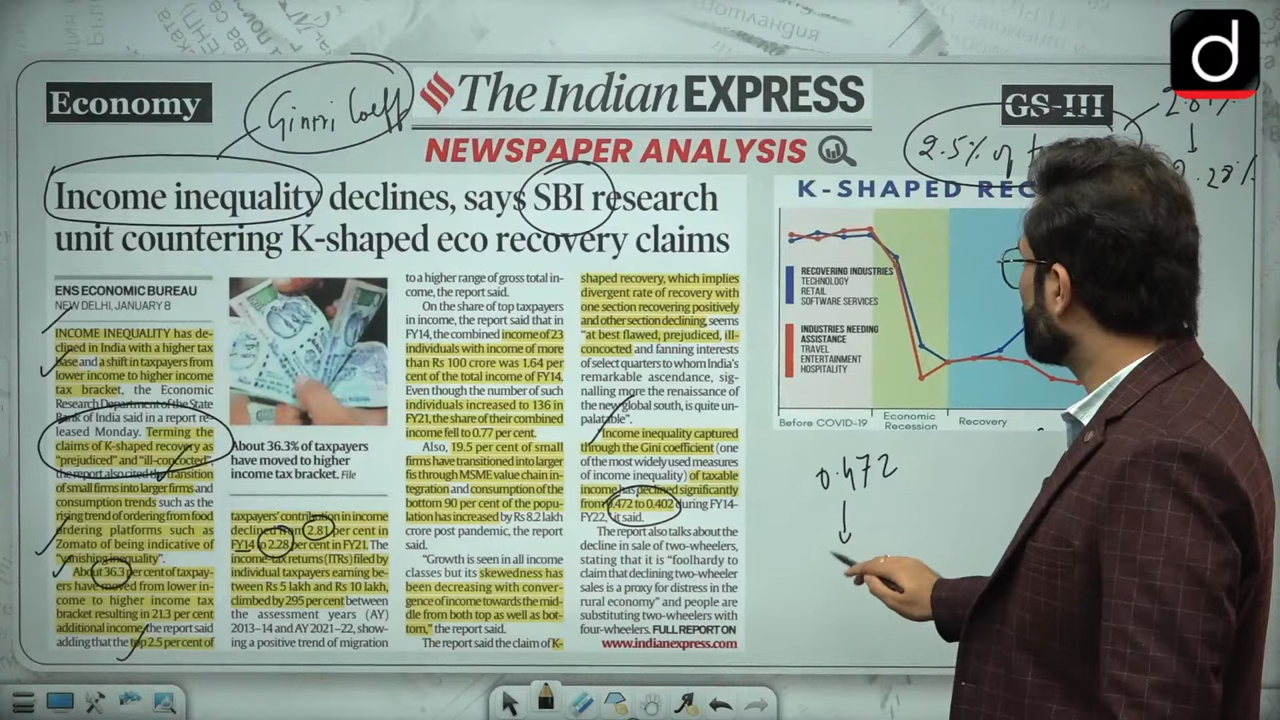 d
Economy
Ginni Coeff
The Indian EXPRESS
NEWSPAPER ANALYSIS
GS-III
2.5% of
Income inequality declines, says SBI research
unit countering K-shaped eco recovery claims
ENS ECONOMIC BUREAU
NEW DELHI, JANUARY 8
INCOME INEQUALITY has de-
clined in India with a higher tax
base and a shift in taxpayers from
lower income to higher income
tax bracket, the Economic
Research Department of the State
Bank of India said in a report re-
leased Monday. Terming the
claims of K-shaped recovery as
"prejudiced" and "ill-concocted",
the report also cited the transition
of small firms into larger firms and
consumption trends such as the
rising trend of ordering from food
ordering platforms such as
Zomato of being indicative of
"vanishing inequality".
About 36.3 per cent of taxpay-
ers have moved from lower in-
come to higher income tax
bracket resulting in 21.3 per cent
additional income, the report said
adding that the top 2.5 per cent of
About 36.3% of taxpayers
have moved to higher
income tax bracket. File
taxpayers' contribution in income
declined from 2.81 per cent in
FY14 to 2.28 per cent in FY21. The
income-tax returns (ITRs) filed by
individual taxpayers earning be-
tween Rs 5 lakh and Rs 10 lakh,
climbed by 295 per cent between
the assessment years (AY)
2013-14 and AY 2021-22, show-
ing a positive trend of migration
to a higher range of gross total in-
come, the report said.
On the share of top taxpayers
in income, the report said that in
FY14, the combined income of 23
individuals with income of more
than Rs 100 crore was 1.64 per
cent of the total income of FY14.
Even though the number of such
individuals increased to 136 in
FY21, the share of their combined
income fell to 0.77 per cent.
Also, 19.5 per cent of small
firms have transitioned into larger
fis through MSME value chain in-
tegration and consumption of the
bottorn 90 per cent of the popu-
lation has increased by Rs 8.2 lakh
crore post pandemic, the report
said.
"Growth is seen in all income
classes but its skewedness has
been decreasing with conver-
gence of income towards the mid-
dle from both top as well as bot-
tom," the report said.
The report said the claim of K-
shaped recovery, which implies
divergent rate of recovery with
one section recovering positively
and other section declining, seems
"at best flawed, prejudiced, ill-
concocted and fanning interests
of select quarters to whom India's
remarkable ascendance, sig-
nalling more the renaissance of
the new global south, is quite un-
palatable".
Income inequality captured
through the Gini coefficient (one
of the most widely used measures
of income inequality) of taxable
income has declined significantly
from 0.472 to 0.402 during FY14-
FY22, it said.
The report also talks about the
decline in sale of two-wheelers,
stating that it is "foolhardy to
claim that declining two-wheeler
sales is a proxy for distress in the
rural economy" and people are
substituting two-wheelers with
four-wheelers. FULL REPORT ON
www.indianexpress.com
K-SHAPED REC
RECOVERING INDUSTRIES
TECHNOLOGY
RETAIL
SOFTWARE SERVICES
INDUSTRIES NEEDING
ASSISTANCE
TRAVEL
ENTERTAINMENT
HOSPITALITY
Before COVID-19
Economic
Recession
Recovery
0.472